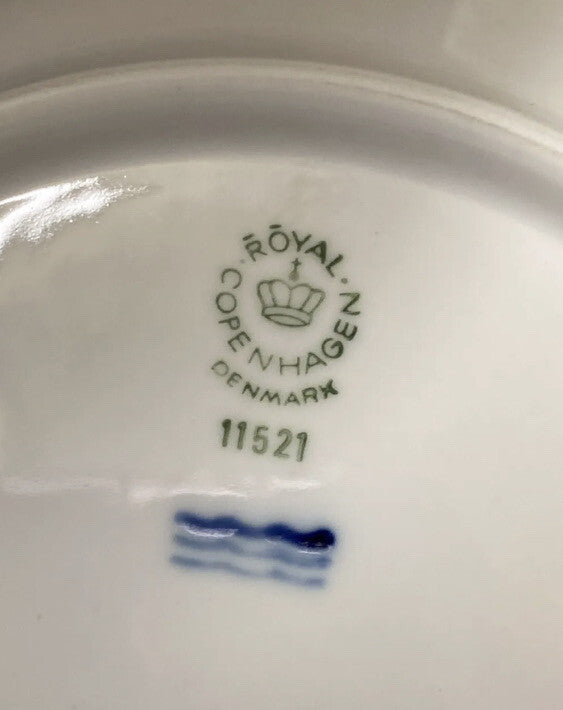 ROYAL
COPENHAGEN
DENMARK
11521